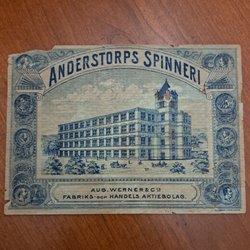 ANDERSTORPS SPINNERI
AUG. WERNER & Co
FABRIKS- OCH HANDELS AKTIEBOLAG.